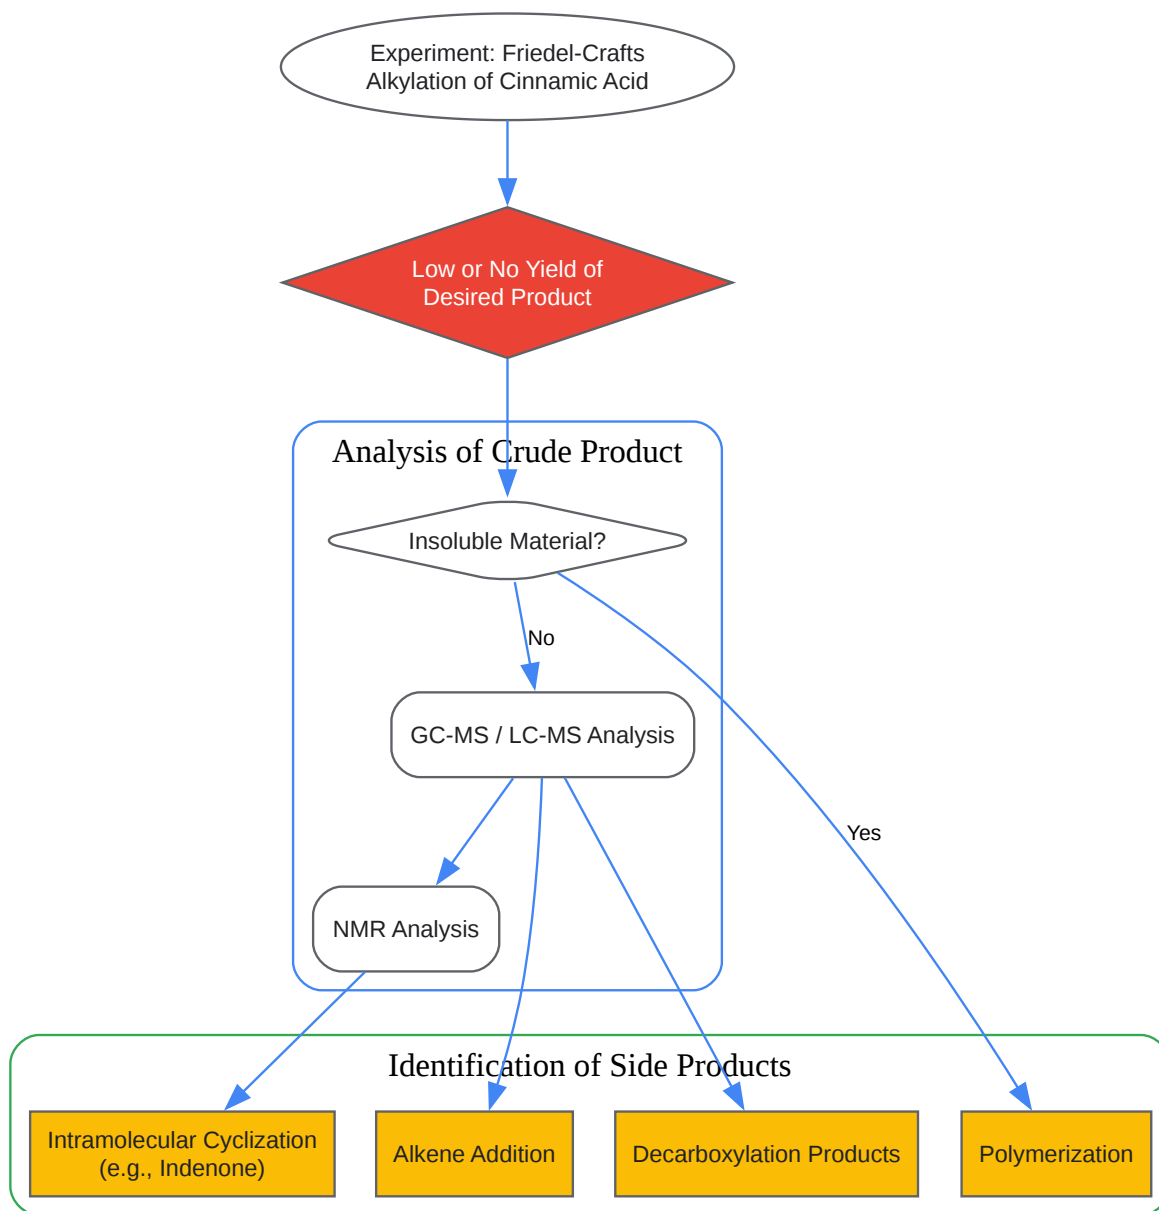 Experiment: Friedel-Crafts
Alkylation of Cinnamic Acid
Low or No Yield of
Desired Product
Analysis of Crude Product
Insoluble Material?
No
GC-MS / LC-MS Analysis
Yes
NMR Analysis
Identification of Side Products
Intramolecular Cyclization
(e.g., Indenone)
Alkene Addition
Decarboxylation Products
Polymerization